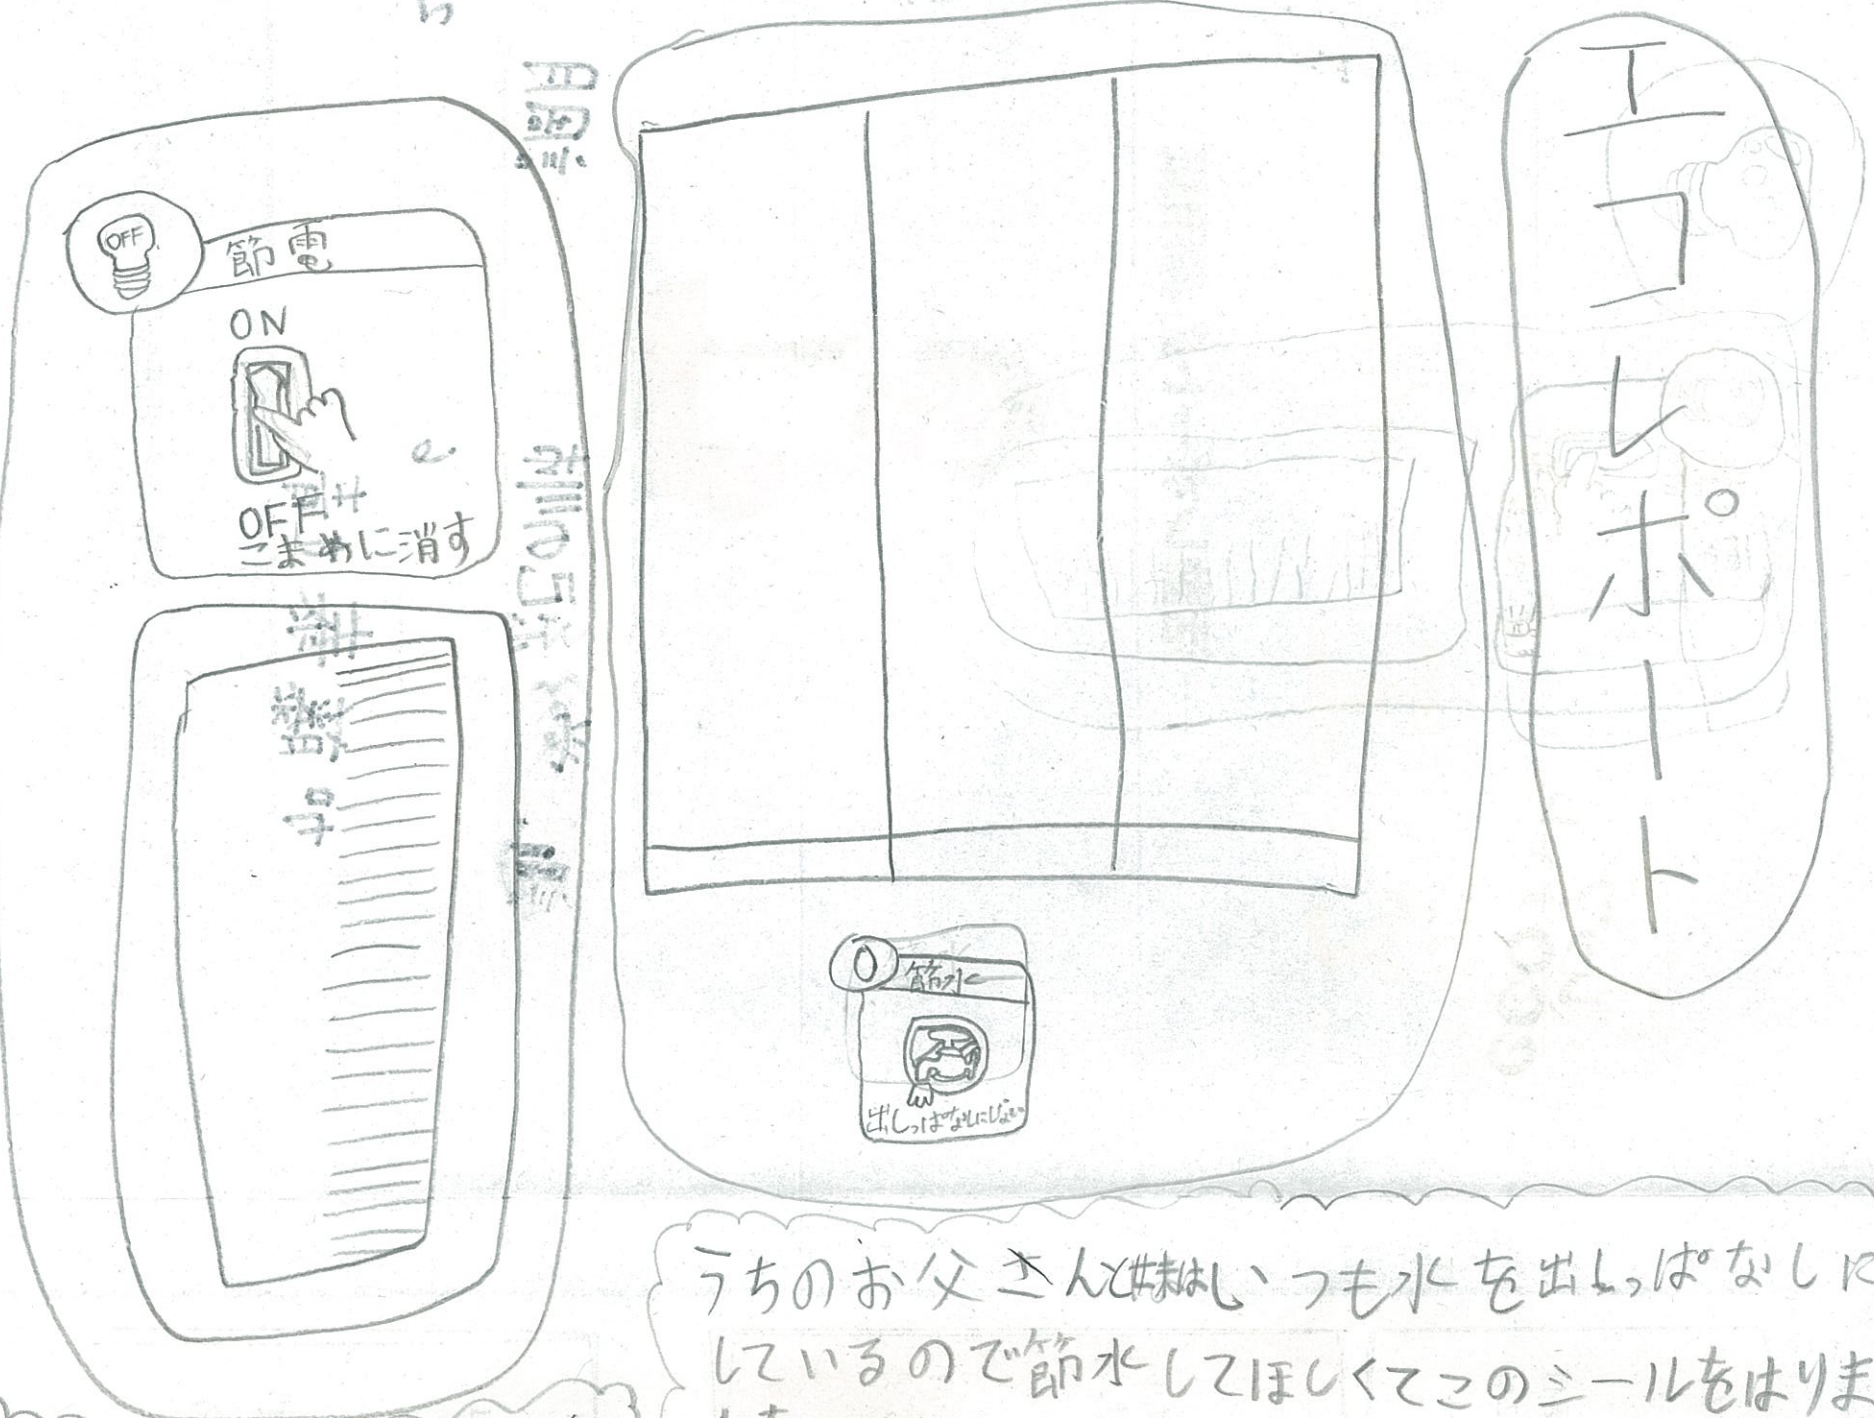 エコレポート
節電
OFF
ON
OFF
こまめに消す
節水
出しっぱなしにしない
うちのお父さんと妹はいつも水を出しっぱなしに
しているので節水してほしくてこのシールをはりま
した